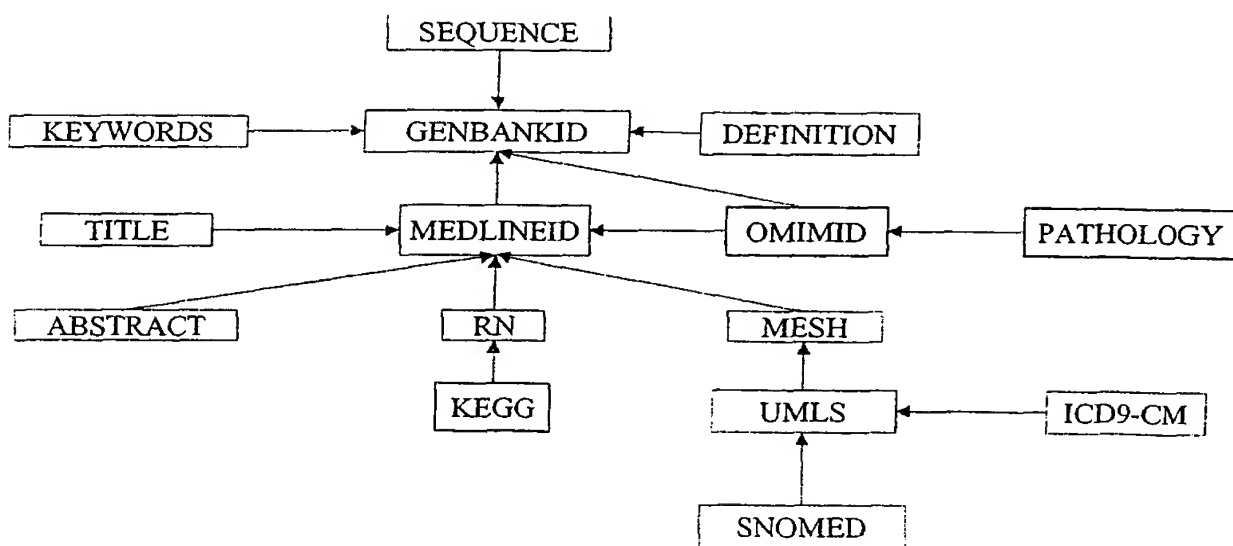 SEQUENCE
KEYWORDS GENBANKID DEFINITION
TITLE MEDLINEID OMIMID PATHOLOGY
ABSTRACT RN MESH
KEGG UMLS ICD9-CM
SNOMED